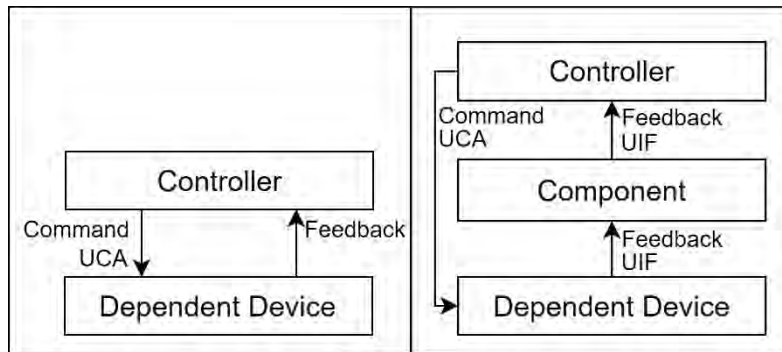 Controller
Command
UCA
Feedback
Dependent Device
Controller
Command
UCA
Feedback
UIF
Component
Feedback
UIF
Dependent Device